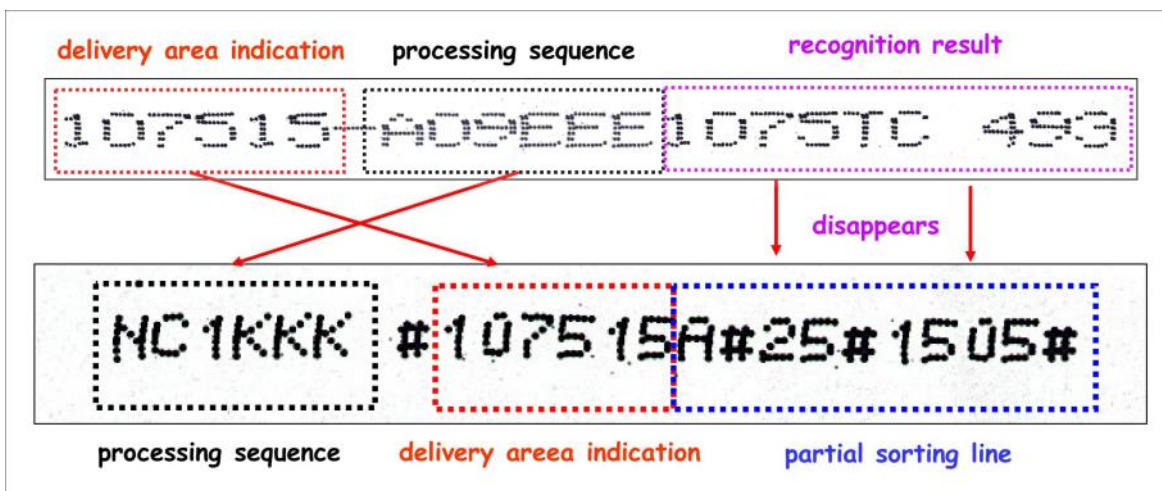 delivery area indication processing sequence recognition result
107515-AD9EEE1075TC 493
disappears
NC1KKK #107515A#25#1505#
processing sequence delivery areea indication partial sorting line